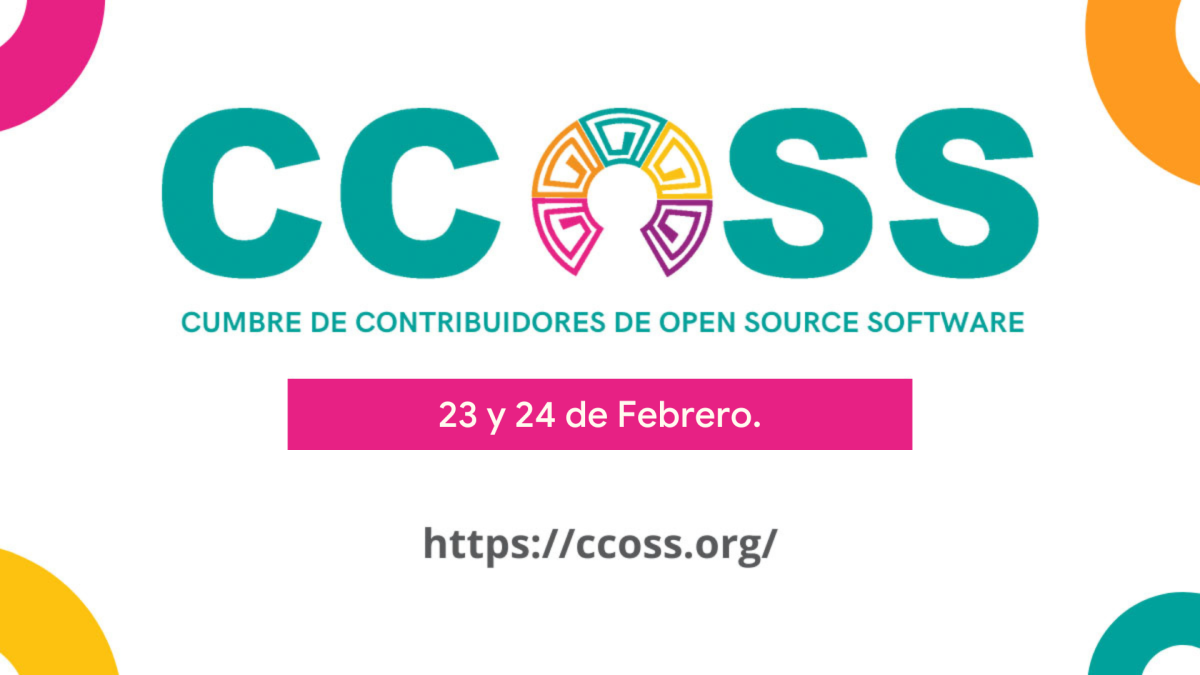 CCOSS
CUMBRE DE CONTRIBUIDORES DE OPEN SOURCE SOFTWARE
23 y 24 de Febrero.
https://ccoss.org/